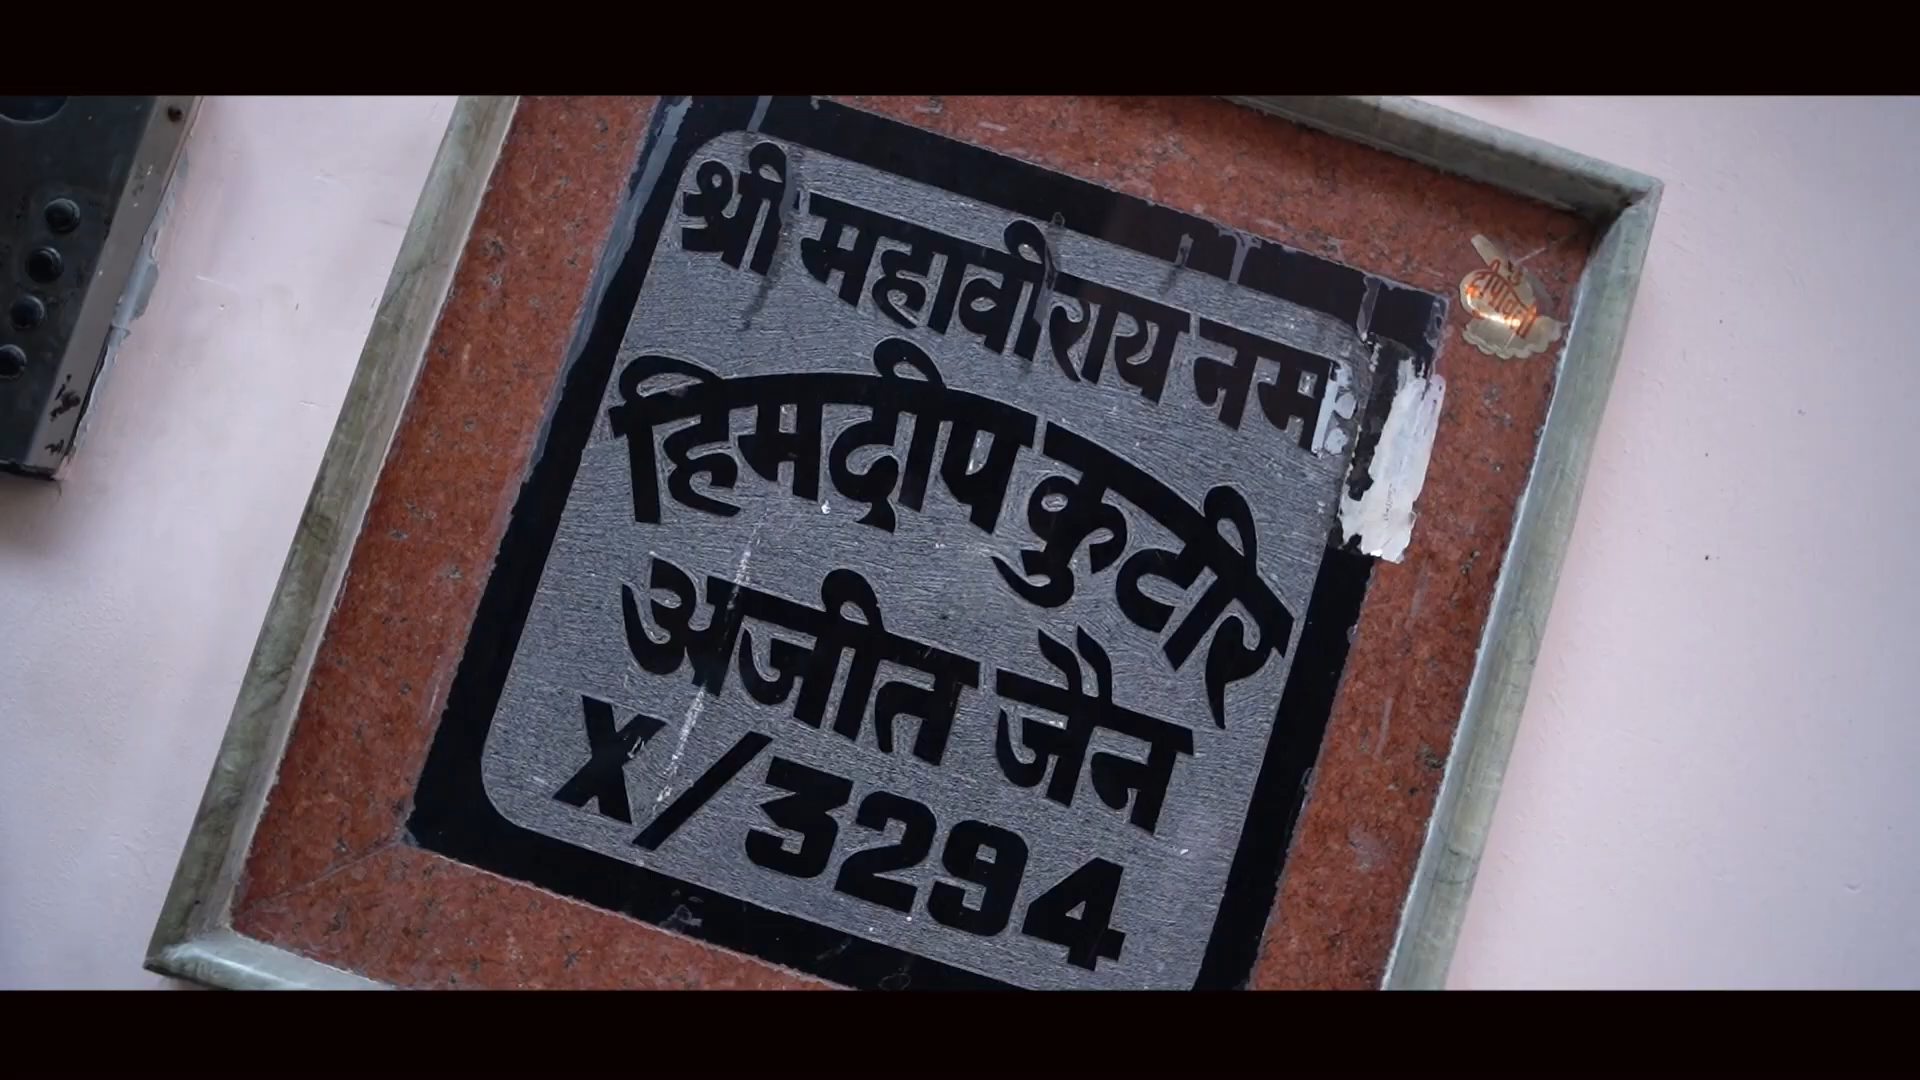 श्री महावीराय नमः
हिमदीप कुटीर
अजीत जैन
X/3294